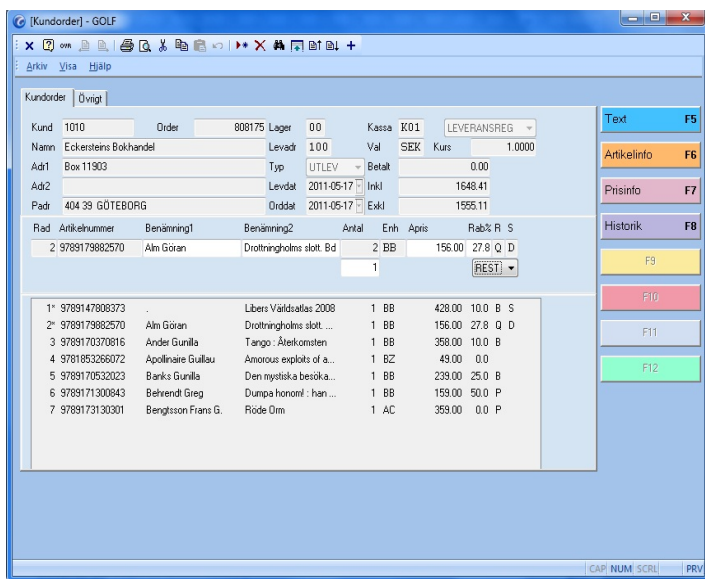 [Kundorder] - GOLF
OVR
Arkiv Visa Hjälp
Kundorder Övrigt
Kund 1010 Order 808175 Lager 00 Kassa K01 LEVERANSREG
Namn Eckersteins Bokhandel Levadr 100 Val SEK Kurs 1.0000
Adr1 Box 11903 Typ UTLEV Betalt 0.00
Adr2 Levdat 2011-05-17 Inkl 1648.41
Padr 404 39 GÖTEBORG Orddat 2011-05-17 Exkl 1555.11
Rad Artikelnummer Benämning1 Benämning2 Antal Enh Apris Rab% R S
2 9789179882570 Alm Göran Drottningholms slott. Bd 2 BB 156.00 27.8 Q D
1 REST
1* 9789147808373 . Libers Världsatlas 2008 1 BB 428.00 10.0 B S
2* 9789179882570 Alm Göran Drottningholms slott. ... 1 BB 156.00 27.8 Q D
3 9789170370816 Ander Gunilla Tango : Återkomsten 1 BB 358.00 10.0 B
4 9781853266072 Apollinaire Guillau Amorous exploits of a... 1 BZ 49.00 0.0
5 9789170532023 Banks Gunilla Den mystiska besöka... 1 BB 239.00 25.0 B
6 9789171300843 Behrendt Greg Dumpa honom! : han ... 1 BB 159.00 50.0 P
7 9789173130301 Bengtsson Frans G. Röde Orm 1 AC 359.00 0.0 P
Text F5
Artikelinfo F6
Prisinfo F7
Historik F8
F9
F10
F11
F12
CAP NUM SCRL PRV